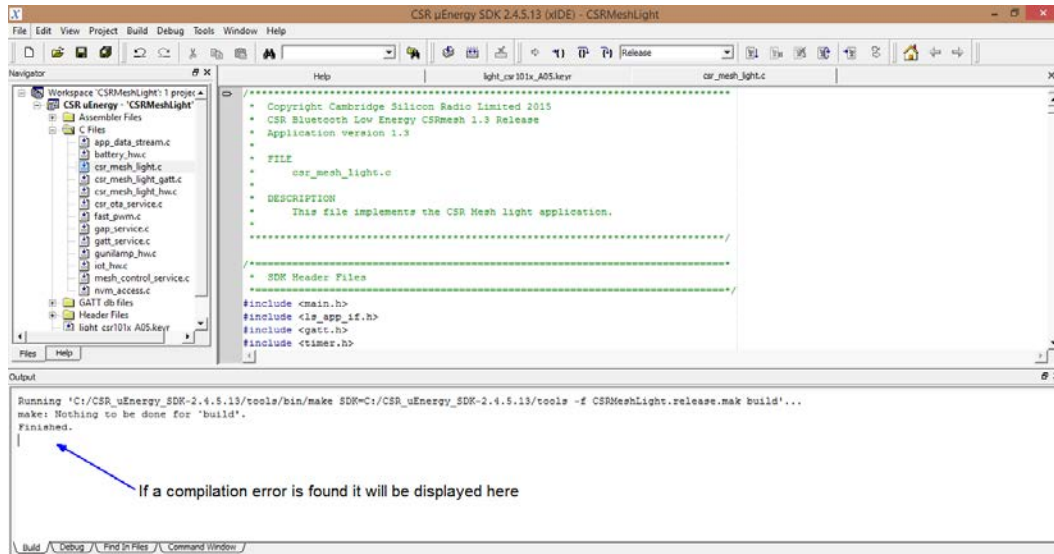 CSR µEnergy SDK 2.4.5.13 (xIDE) - CSRMeshLight
File Edit View Project Build Debug Tools Window Help
Release
Navigator
Help
light_csr101x_A05.keyr
csr_mesh_light.c
Workspace 'CSRMeshLight': 1 projec
CSR uEnergy - 'CSRMeshLight'
Assembler Files
C Files
app_data_stream.c
battery_hw.c
csr_mesh_light.c
csr_mesh_light_gatt.c
csr_mesh_light_hw.c
csr_ota_service.c
fast_pwm.c
gap_service.c
gatt_service.c
gunilamp_hw.c
iot_hw.c
mesh_control_service.c
nvm_access.c
GATT db files
Header Files
light_csr101x_A05.keyr
Files
Help
/******************************************************************************
* Copyright Cambridge Silicon Radio Limited 2015
* CSR Bluetooth Low Energy CSRmesh 1.3 Release
* Application version 1.3
*
* FILE
* csr_mesh_light.c
*
* DESCRIPTION
* This file implements the CSR Mesh light application.
*
******************************************************************************/
/*============================================================================*
* SDK Header Files
*============================================================================*/
#include <main.h>
#include <ls_app_if.h>
#include <gatt.h>
#include <timer.h>
Output
Running 'C:/CSR_uEnergy_SDK-2.4.5.13/tools/bin/make SDK=C:/CSR_uEnergy_SDK-2.4.5.13/tools -f CSRMeshLight.release.mak build'...
make: Nothing to be done for 'build'.
Finished.
If a compilation error is found it will be displayed here
Build Debug Find In Files Command Window